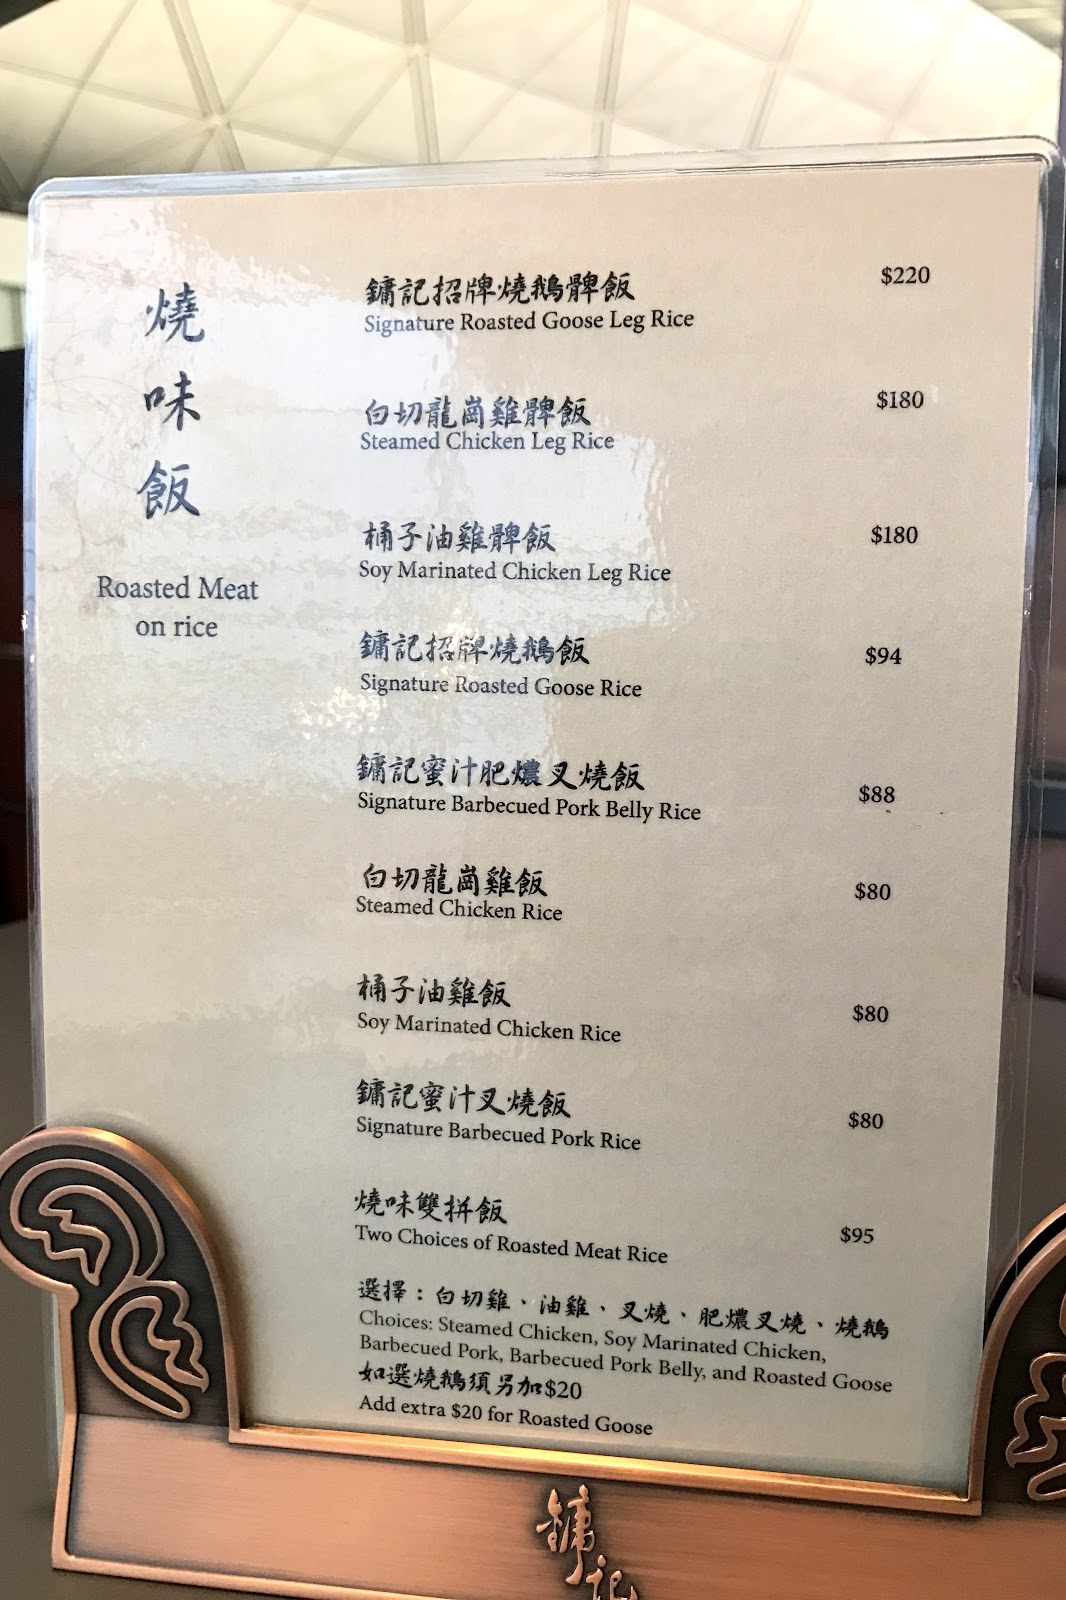 燒味飯
Roasted Meat
on rice
鏞記招牌燒鵝髀飯 $220
Signature Roasted Goose Leg Rice
白切龍崗雞髀飯 $180
Steamed Chicken Leg Rice
桶子油雞髀飯 $180
Soy Marinated Chicken Leg Rice
鏞記招牌燒鵝飯 $94
Signature Roasted Goose Rice
鏞記蜜汁肥燶叉燒飯 $88
Signature Barbecued Pork Belly Rice
白切龍崗雞飯 $80
Steamed Chicken Rice
桶子油雞飯 $80
Soy Marinated Chicken Rice
鏞記蜜汁叉燒飯 $80
Signature Barbecued Pork Rice
燒味雙拼飯 $95
Two Choices of Roasted Meat Rice
選擇：白切雞、油雞、叉燒、肥燶叉燒、燒鵝
Choices: Steamed Chicken, Soy Marinated Chicken,
Barbecued Pork, Barbecued Pork Belly, and Roasted Goose
如選燒鵝須另加$20
Add extra $20 for Roasted Goose
鏞記